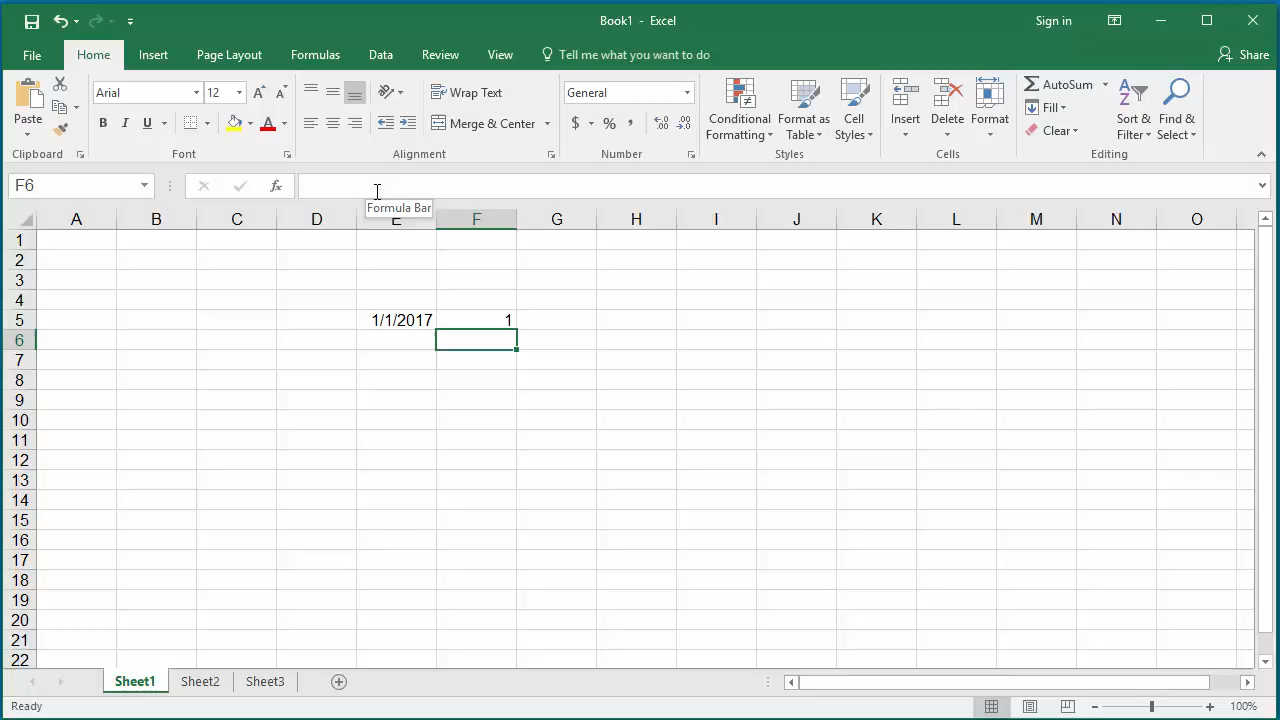 Book1 - Excel
Sign in
File Home Insert Page Layout Formulas Data Review View Tell me what you want to do Share
Paste
Clipboard
Arial 12
B I U
Font
Wrap Text
Merge & Center
Alignment
General
$ % ,
Number
Conditional Formatting
Format as Table
Cell Styles
Styles
Insert
Delete
Format
Cells
AutoSum
Fill
Clear
Sort & Filter
Find & Select
Editing
F6
fx
Formula Bar
A B C D E F G H I J K L M N O
1
2
3
4
5 1/1/2017 1
6
7
8
9
10
11
12
13
14
15
16
17
18
19
20
21
22
Sheet1 Sheet2 Sheet3
Ready
100%